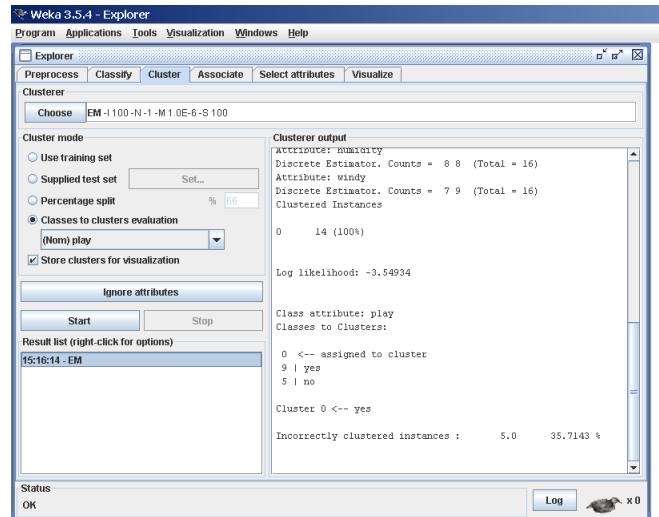 Weka 3.5.4 - Explorer
Program Applications Tools Visualization Windows Help
Explorer
Preprocess Classify Cluster Associate Select attributes Visualize
Clusterer
Choose EM -I 100 -N -1 -M 1.0E-6 -S 100
Cluster mode
Use training set
Supplied test set Set...
Percentage split % 66
Classes to clusters evaluation
(Nom) play
Store clusters for visualization
Ignore attributes
Start Stop
Result list (right-click for options)
15:16:14 - EM
Clusterer output
Attribute: humidity
Discrete Estimator. Counts = 8 8 (Total = 16)
Attribute: windy
Discrete Estimator. Counts = 7 9 (Total = 16)
Clustered Instances
0 14 (100%)
Log likelihood: -3.54934
Class attribute: play
Classes to Clusters:
0 <-- assigned to cluster
9 | yes
5 | no
Cluster 0 <-- yes
Incorrectly clustered instances : 5.0 35.7143 %
Status
OK
Log x 0